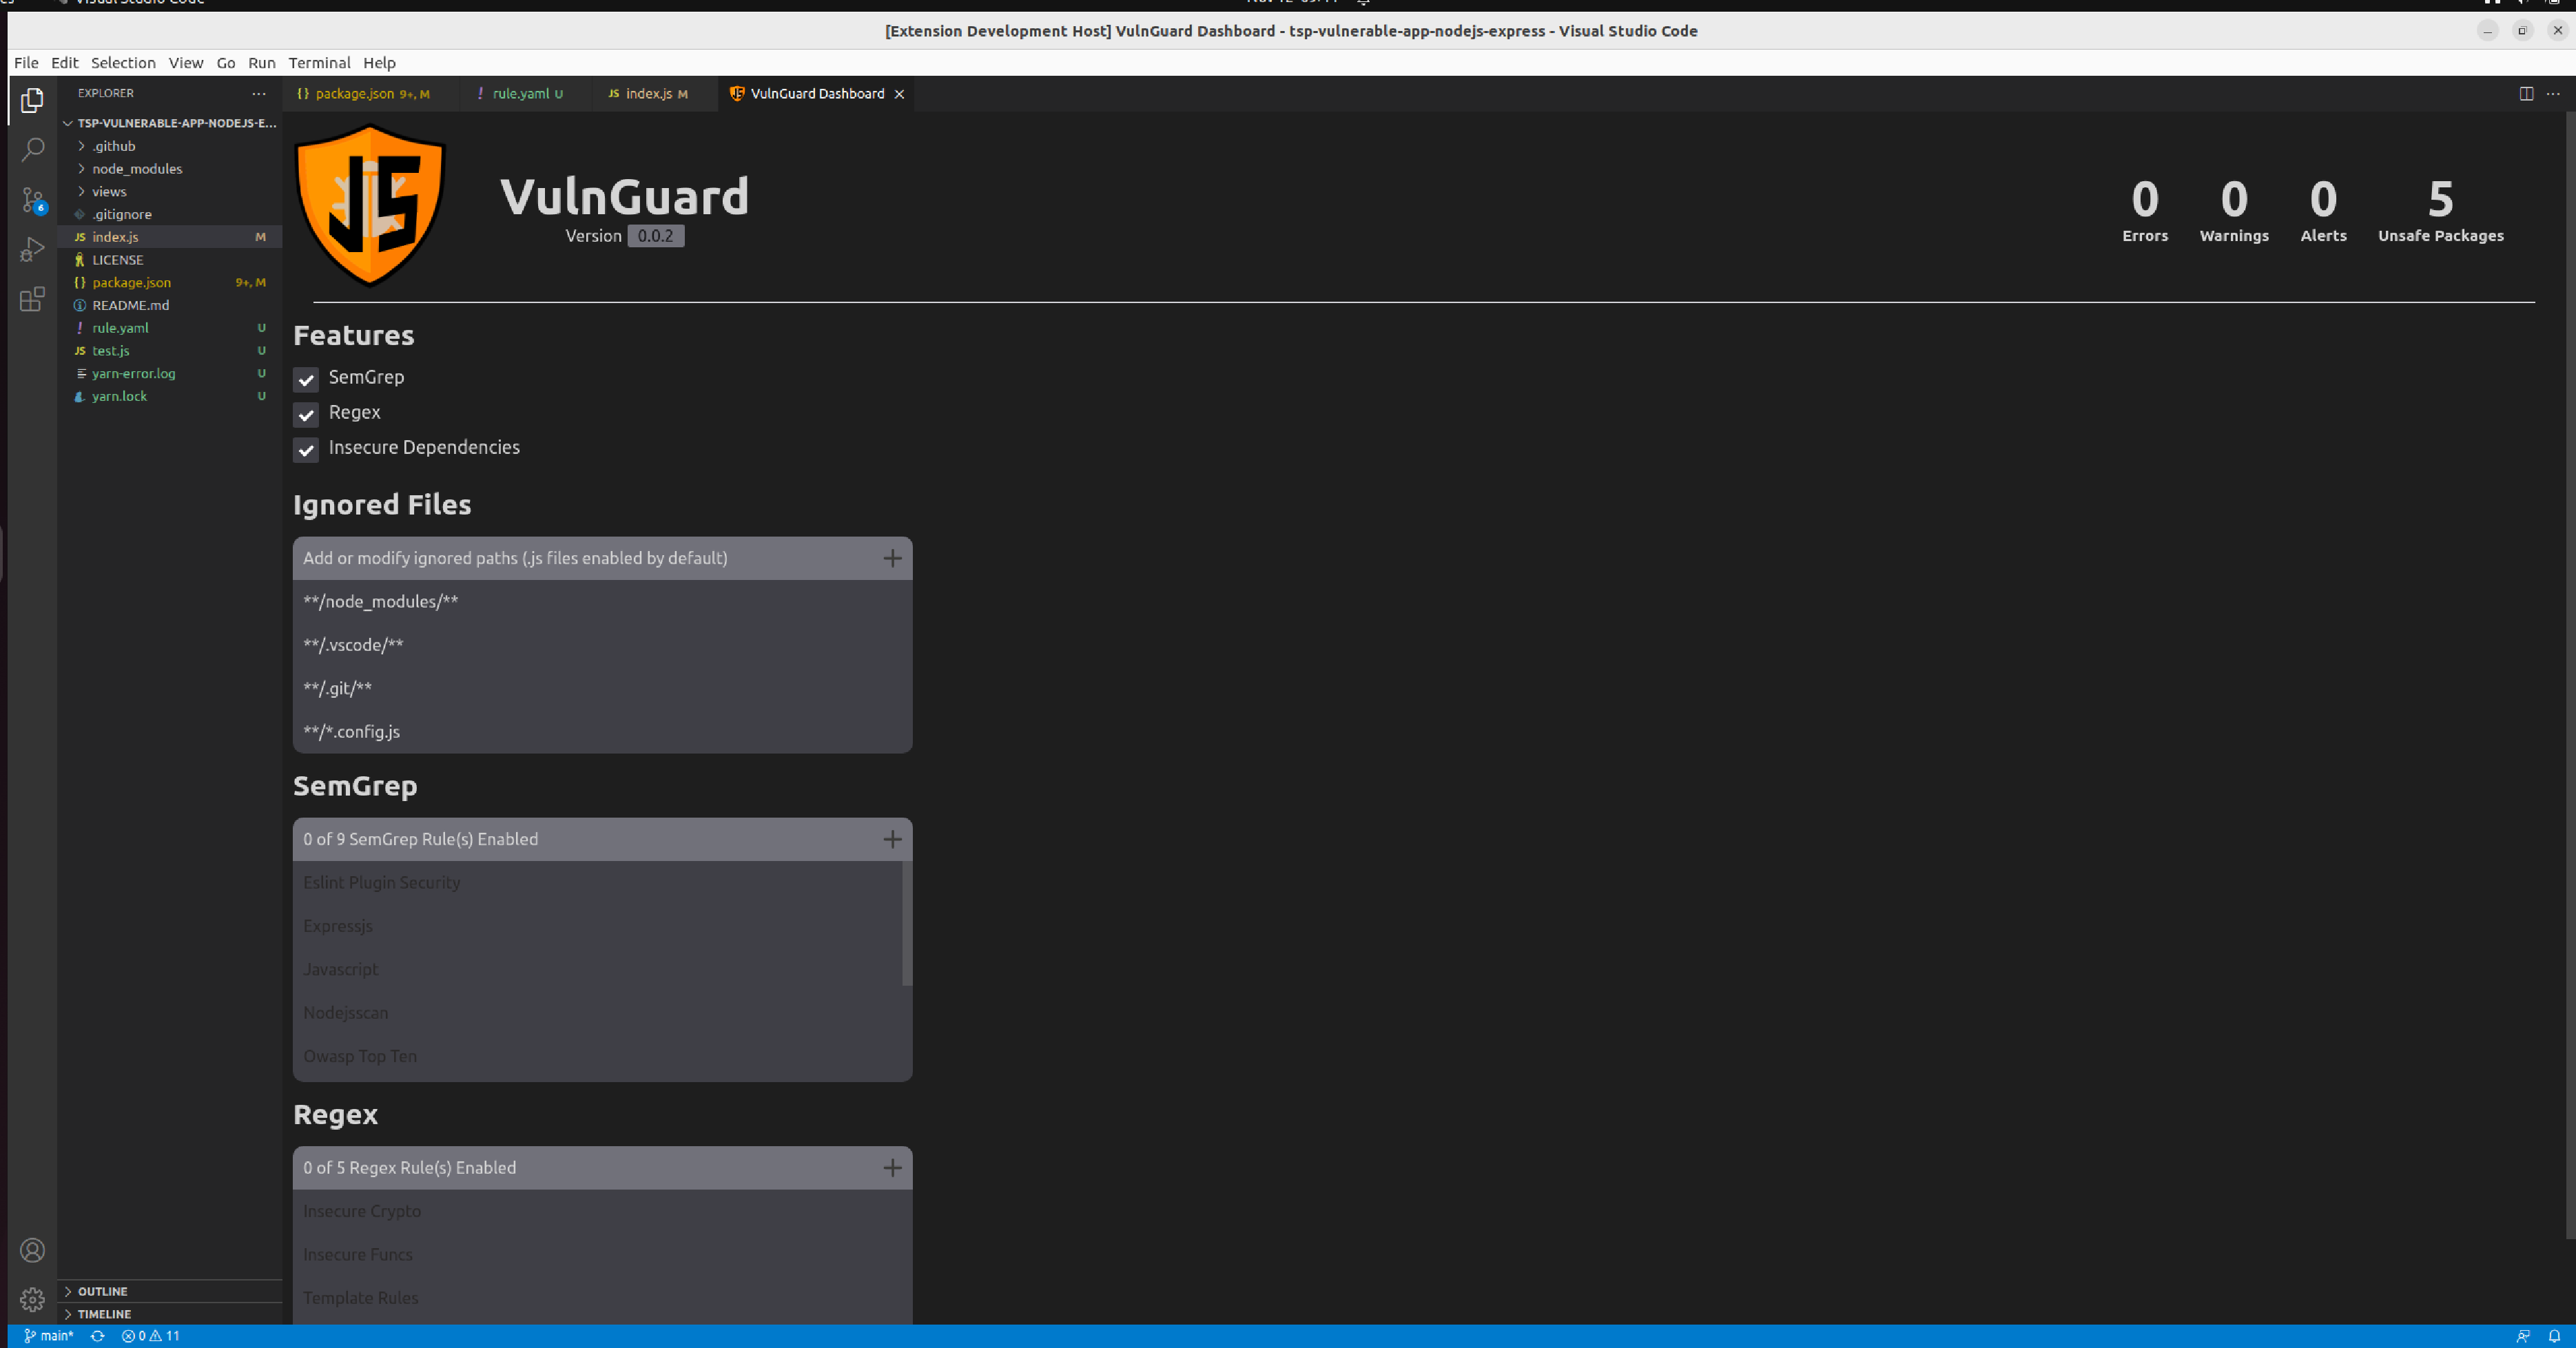 [Extension Development Host] VulnGuard Dashboard - tsp-vulnerable-app-nodejs-express - Visual Studio Code
File Edit Selection View Go Run Terminal Help
EXPLORER
package.json 9+, M
rule.yaml U
JS index.js M
VulnGuard Dashboard
TSP-VULNERABLE-APP-NODEJS-E...
.github
node_modules
views
.gitignore
JS index.js M
LICENSE
{} package.json 9+, M
README.md
! rule.yaml U
JS test.js U
yarn-error.log U
yarn.lock U
6
JS
VulnGuard
Version 0.0.2
0 0 0 5
Errors Warnings Alerts Unsafe Packages
Features
SemGrep
Regex
Insecure Dependencies
Ignored Files
Add or modify ignored paths (.js files enabled by default)
**/node_modules/**
**/.vscode/**
**/.git/**
**/*.config.js
SemGrep
0 of 9 SemGrep Rule(s) Enabled
Eslint Plugin Security
Expressjs
Javascript
Nodejsscan
Owasp Top Ten
Regex
0 of 5 Regex Rule(s) Enabled
Insecure Crypto
Insecure Funcs
Template Rules
OUTLINE
TIMELINE
main* 0 11